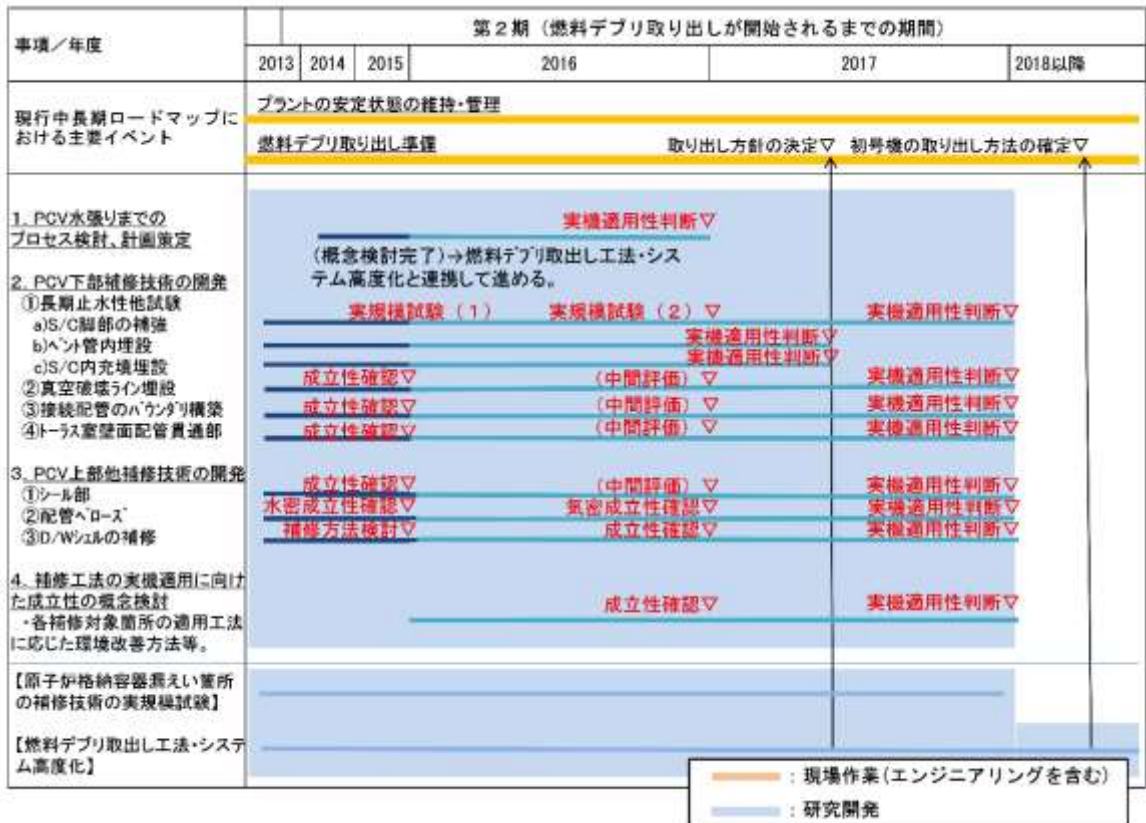 事項／年度
第２期（燃料デブリ取り出しが開始されるまでの期間）
2013 2014 2015 2016 2017 2018以降
現行中長期ロードマップに
おける主要イベント
プラントの安定状態の維持・管理
燃料デブリ取り出し準備
取り出し方針の決定▽ 初号機の取り出し方法の確定▽
1. PCV水張りまでの
プロセス検討、計画策定
実機適用性判断▽
(概念検討完了)→燃料デブリ取出し工法・シス
テム高度化と連携して進める。
2. PCV下部補修技術の開発
①長期止水性他試験
a)S/C脚部の補強
実規模試験（１） 実規模試験（２）▽ 実機適用性判断▽
b)ベント管内埋設
実機適用性判断▽
c)S/C内充填埋設
実機適用性判断▽
②真空破壊ライン埋設
成立性確認▽ (中間評価) ▽ 実機適用性判断▽
③接続配管のバウンダリ構築
成立性確認▽ (中間評価) ▽ 実機適用性判断▽
④トーラス室壁面配管貫通部
成立性確認▽ (中間評価) ▽ 実機適用性判断▽
3. PCV上部他補修技術の開発
①シール部
成立性確認▽ (中間評価) ▽ 実機適用性判断▽
②配管ベローズ
水密成立性確認▽ 気密成立性確認▽ 実機適用性判断▽
③D/Wシェルの補修
補修方法検討▽ 成立性確認▽ 実機適用性判断▽
4. 補修工法の実機適用に向け
た成立性の概念検討
・各補修対象箇所の適用工法
に応じた環境改善方法等。
成立性確認▽ 実機適用性判断▽
【原子炉格納容器漏えい箇所
の補修技術の実規模試験】
【燃料デブリ取出し工法・システ
ム高度化】
：現場作業(エンジニアリングを含む)
：研究開発